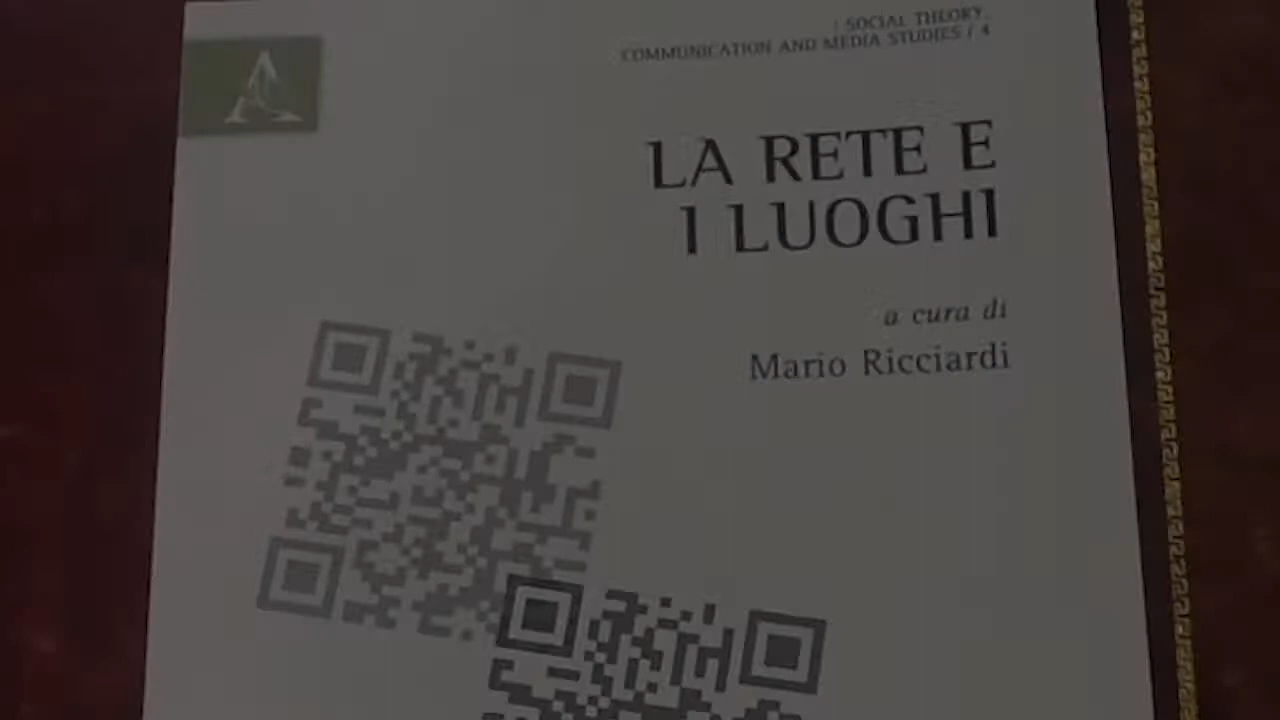 : SOCIAL THEORY,
COMMUNICATION AND MEDIA STUDIES / 4
A
LA RETE E
I LUOGHI
a cura di
Mario Ricciardi